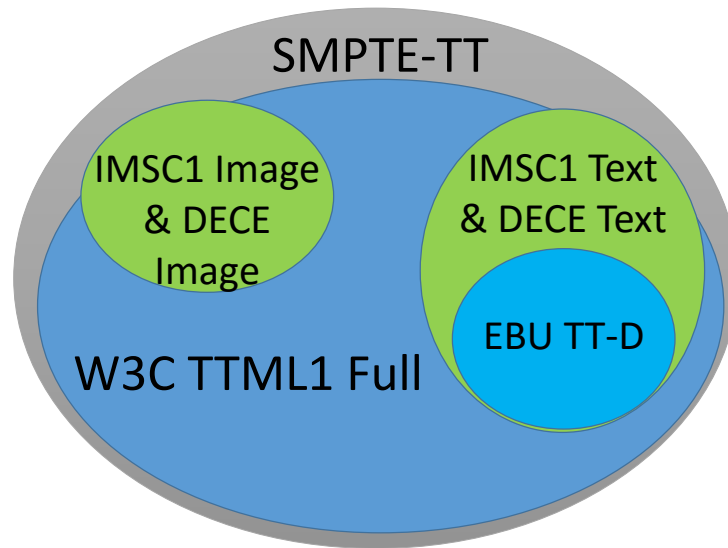 SMPTE-TT
IMSC1 Image
& DECE
Image
IMSC1 Text
& DECE Text
EBU TT-D
W3C TTML1 Full